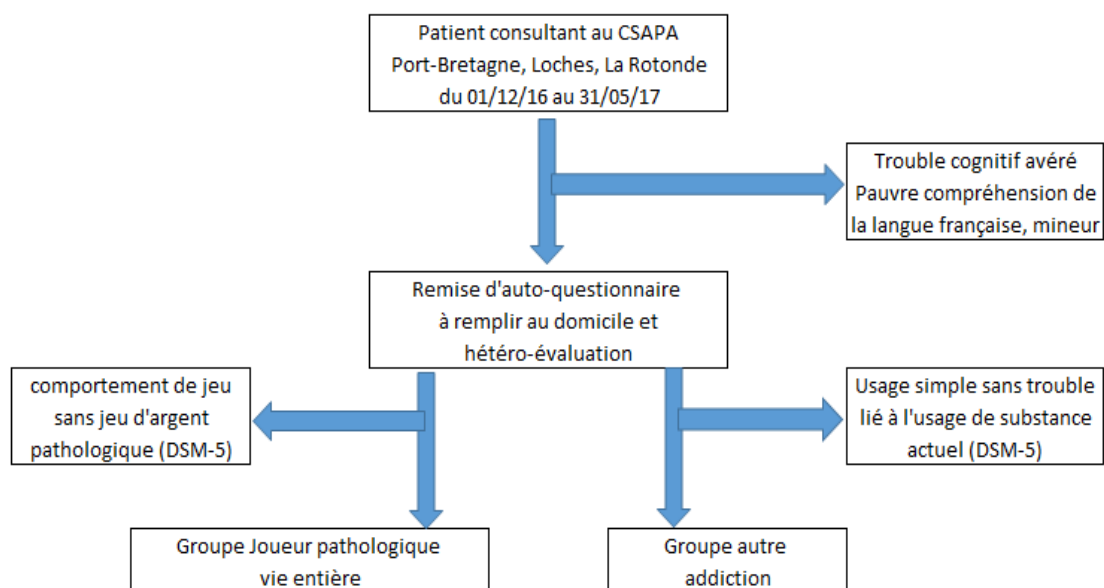 Patient consultant au CSAPA
Port-Bretagne, Loches, La Rotonde
du 01/12/16 au 31/05/17
Trouble cognitif avéré
Pauvre compréhension de
la langue française, mineur
Remise d'auto-questionnaire
à remplir au domicile et
hétéro-évaluation
comportement de jeu
sans jeu d'argent
pathologique (DSM-5)
Usage simple sans trouble
lié à l'usage de substance
actuel (DSM-5)
Groupe Joueur pathologique
vie entière
Groupe autre
addiction